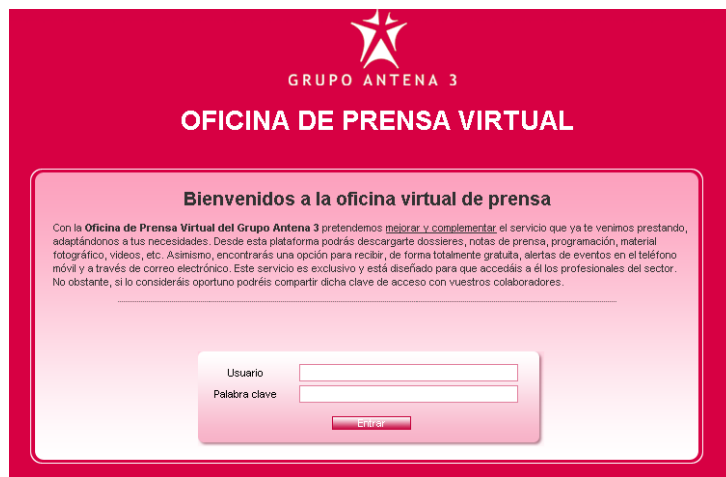 GRUPO ANTENA 3
OFICINA DE PRENSA VIRTUAL
Bienvenidos a la oficina virtual de prensa
Con la Oficina de Prensa Virtual del Grupo Antena 3 pretendemos mejorar y complementar el servicio que ya te venimos prestando,
adaptándonos a tus necesidades. Desde esta plataforma podrás descargarte dossieres, notas de prensa, programación, material
fotográfico, videos, etc. Asimismo, encontrarás una opción para recibir, de forma totalmente gratuita, alertas de eventos en el teléfono
móvil y a través de correo electrónico. Este servicio es exclusivo y está diseñado para que accedáis a él los profesionales del sector.
No obstante, si lo consideráis oportuno podréis compartir dicha clave de acceso con vuestros colaboradores.
Usuario
Palabra clave
Entrar